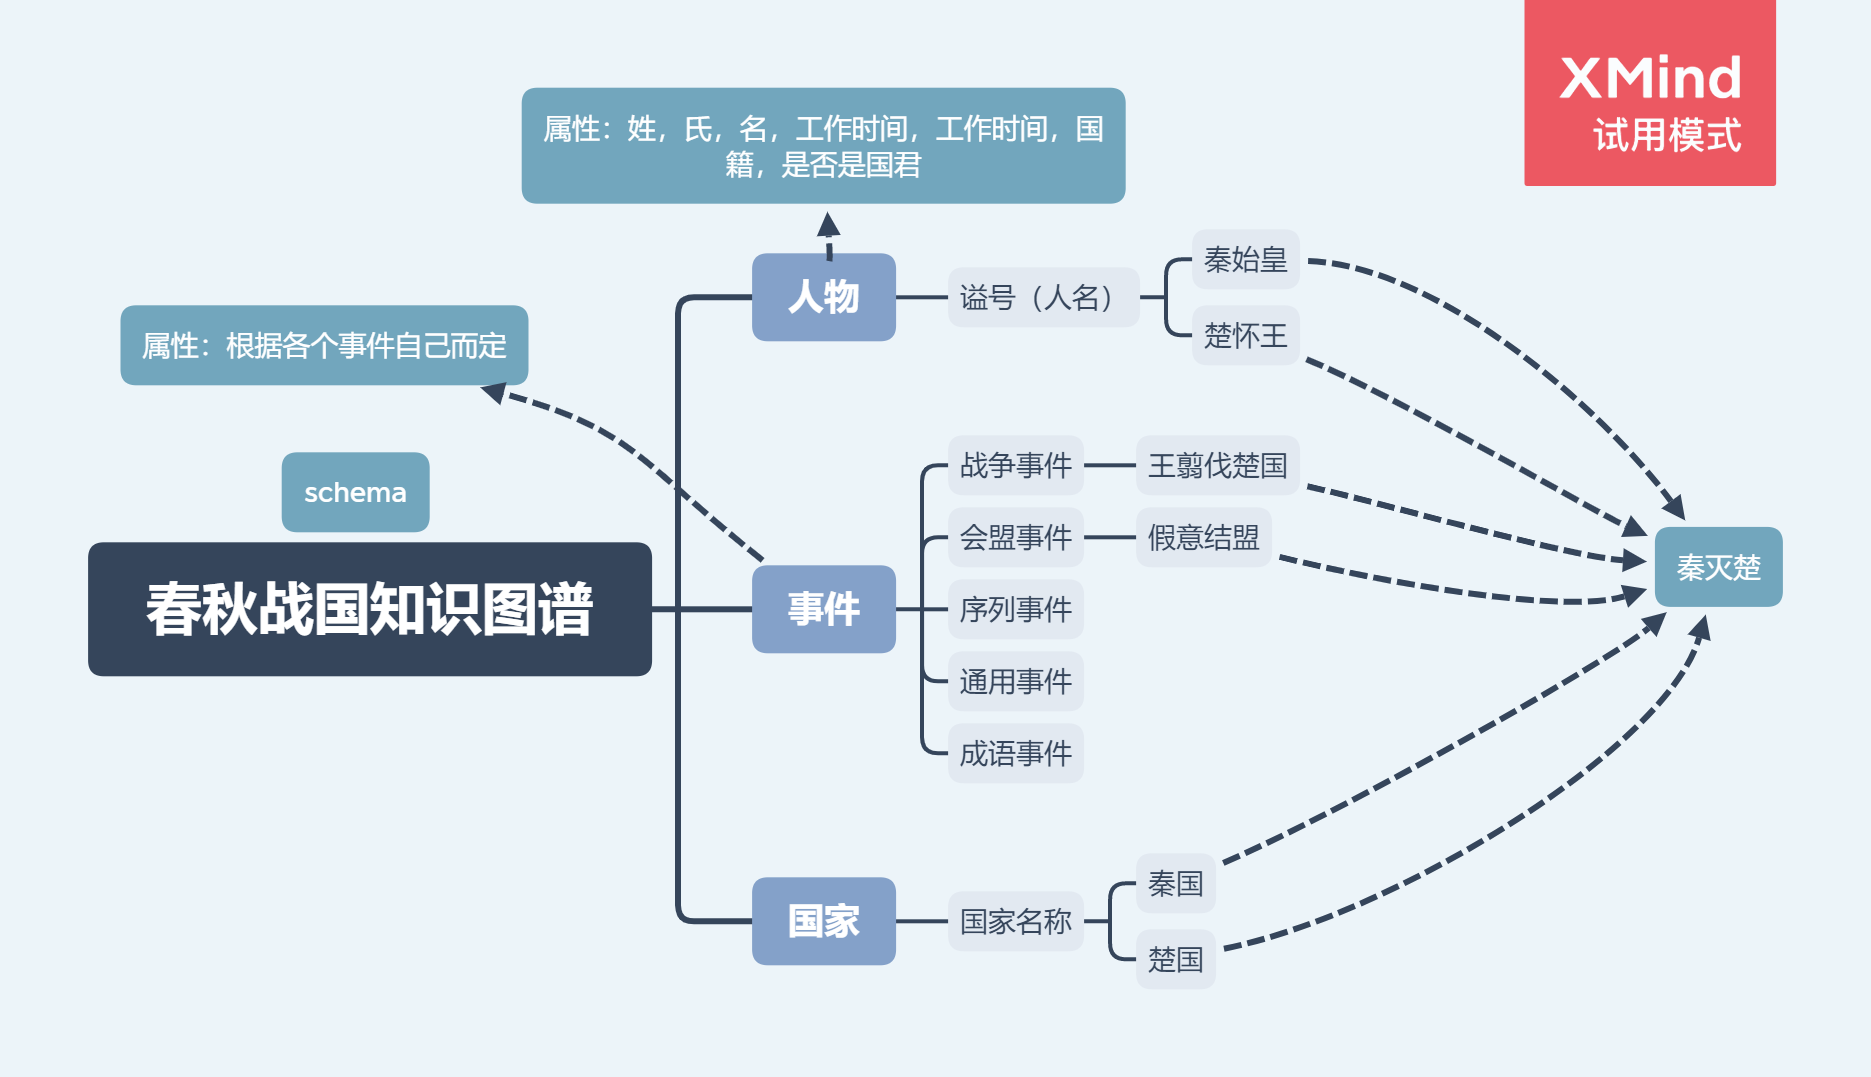 XMind
试用模式
属性：姓，氏，名，工作时间，工作时间，国
籍，是否是国君
人物
谥号（人名）
秦始皇
楚怀王
属性：根据各个事件自己而定
schema
春秋战国知识图谱
事件
战争事件
王翦伐楚国
会盟事件
假意结盟
序列事件
通用事件
成语事件
秦灭楚
国家
国家名称
秦国
楚国